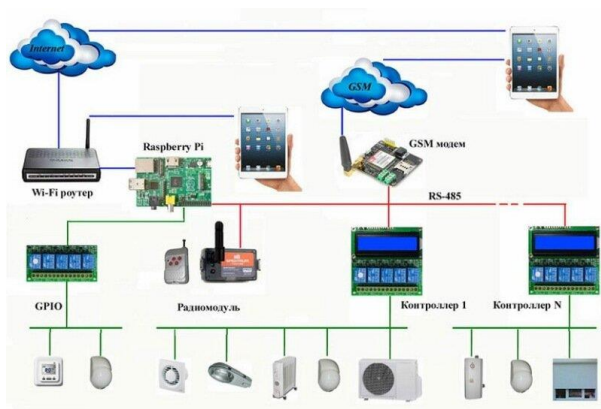 Internet
GSM
Raspberry Pi
GSM модем
Wi-Fi роутер
RS-485
GPIO
Радиомодуль
Контроллер 1
Контроллер N